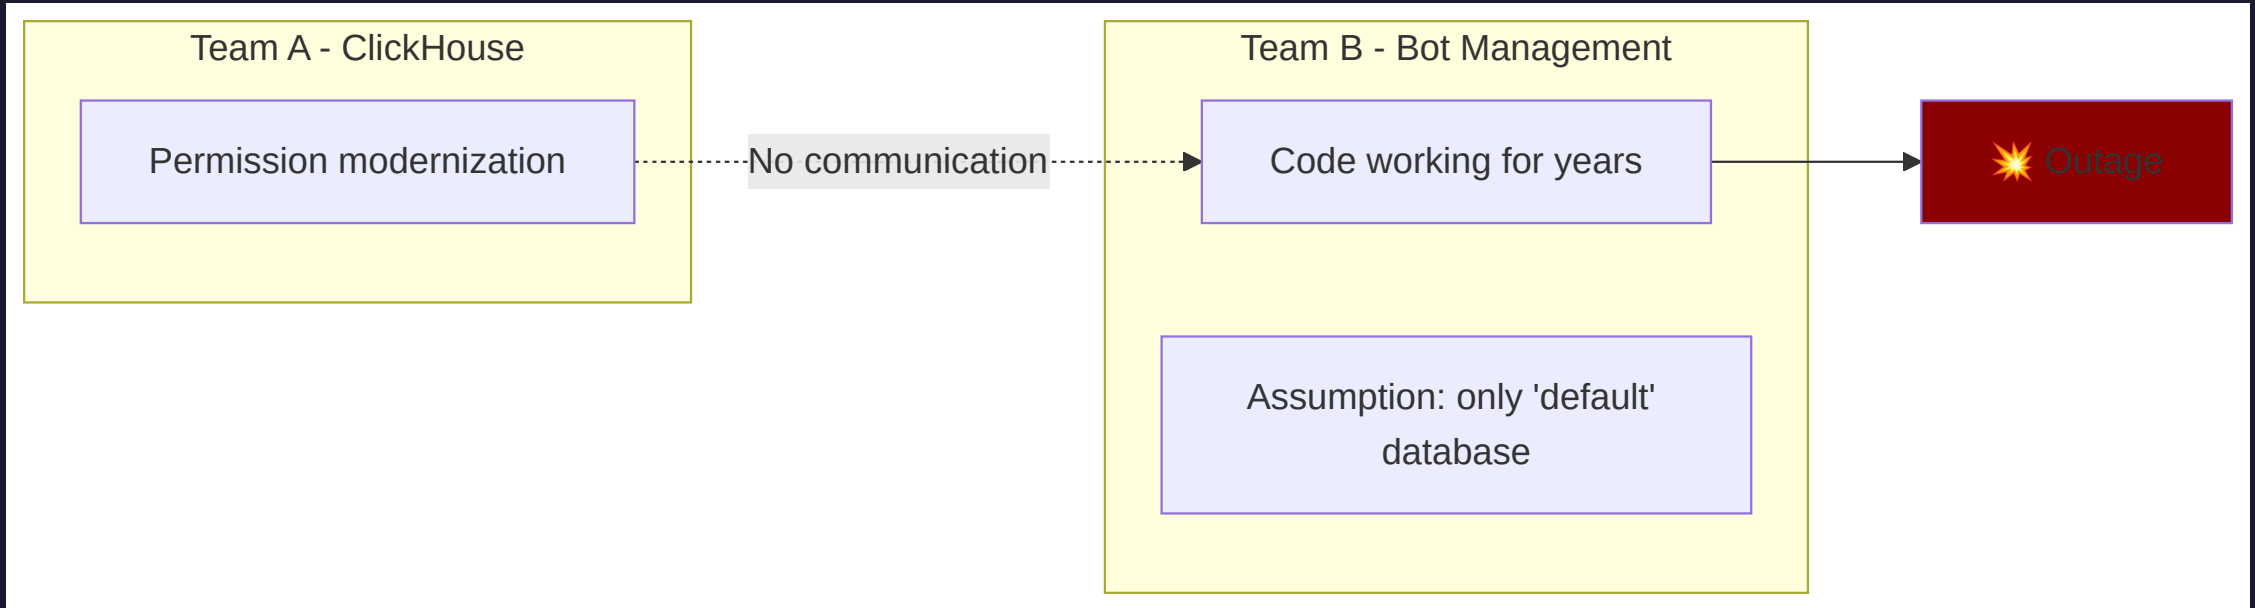 Team A - ClickHouse
Permission modernization
No communication
Team B - Bot Management
Code working for years
Assumption: only 'default'
database
💥 Outage